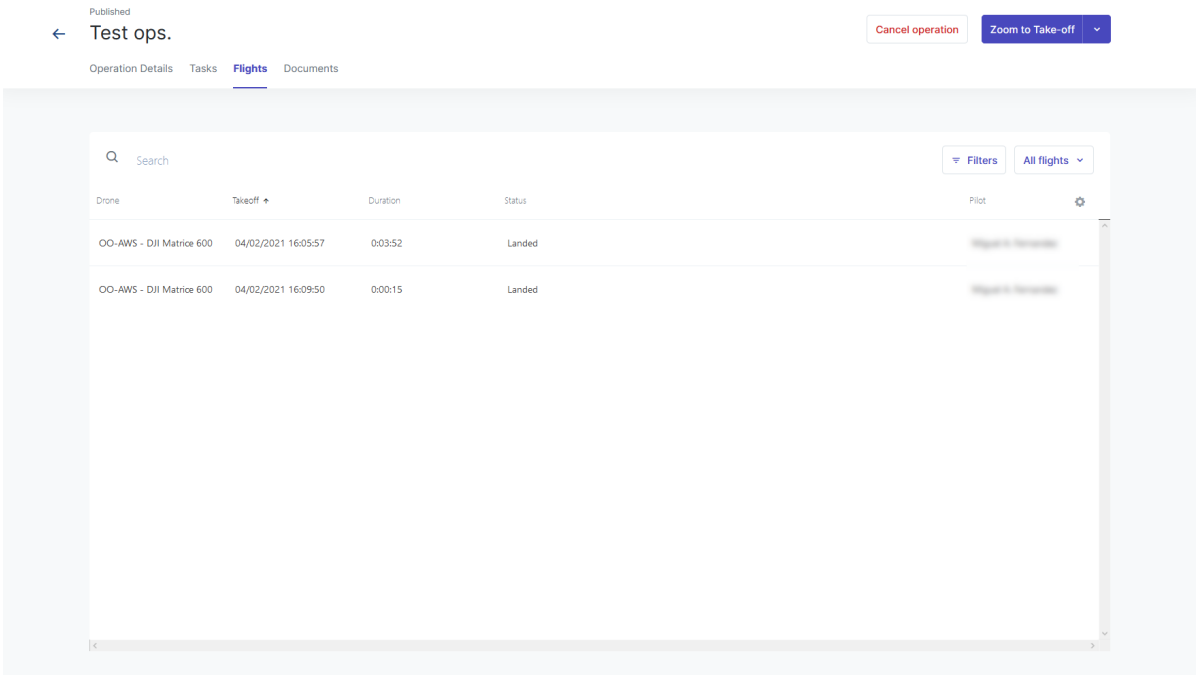 Published
Test ops.
Cancel operation
Zoom to Take-off
Operation Details Tasks Flights Documents
Search
Filters
All flights
Drone Takeoff Duration Status Pilot
OO-AWS - DJI Matrice 600 04/02/2021 16:05:57 0:03:52 Landed
OO-AWS - DJI Matrice 600 04/02/2021 16:09:50 0:00:15 Landed